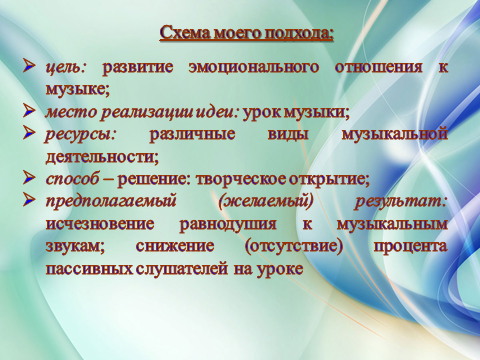 Схема моего подхода:
цель: развитие эмоционального отношения к
музыке;
место реализации идеи: урок музыки;
ресурсы: различные виды музыкальной
деятельности;
способ – решение: творческое открытие;
предполагаемый (желаемый) результат:
исчезновение равнодушия к музыкальным
звукам; снижение (отсутствие) процента
пассивных слушателей на уроке